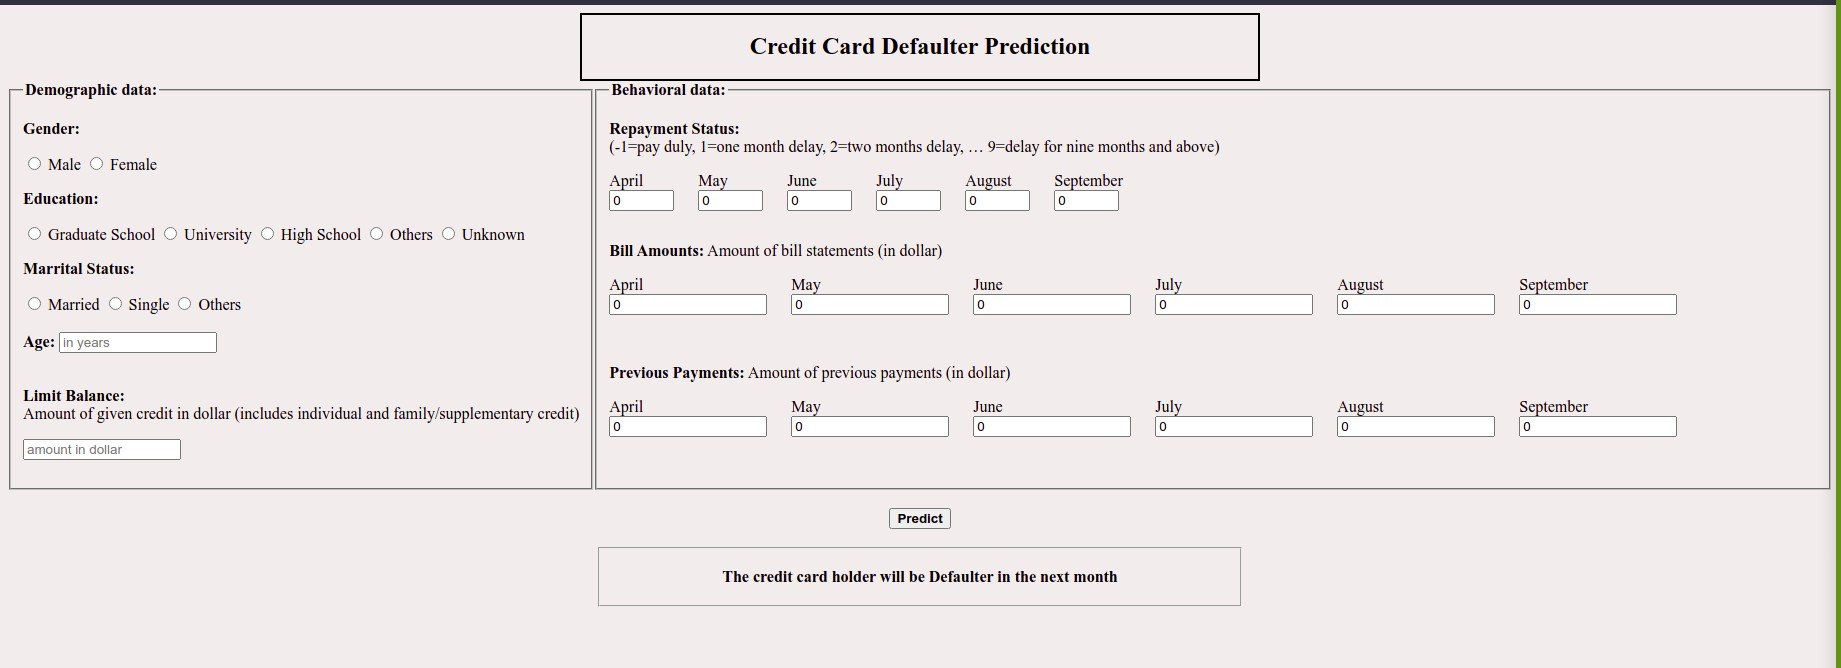 Credit Card Defaulter Prediction
Demographic data:
Gender:
Male Female
Education:
Graduate School University High School Others Unknown
Marrital Status:
Married Single Others
Age: in years
Limit Balance:
Amount of given credit in dollar (includes individual and family/supplementary credit)
amount in dollar
Behavioral data:
Repayment Status:
(-1=pay duly, 1=one month delay, 2=two months delay, … 9=delay for nine months and above)
April May June July August September
0 0 0 0 0 0
Bill Amounts: Amount of bill statements (in dollar)
April May June July August September
0 0 0 0 0 0
Previous Payments: Amount of previous payments (in dollar)
April May June July August September
0 0 0 0 0 0
Predict
The credit card holder will be Defaulter in the next month